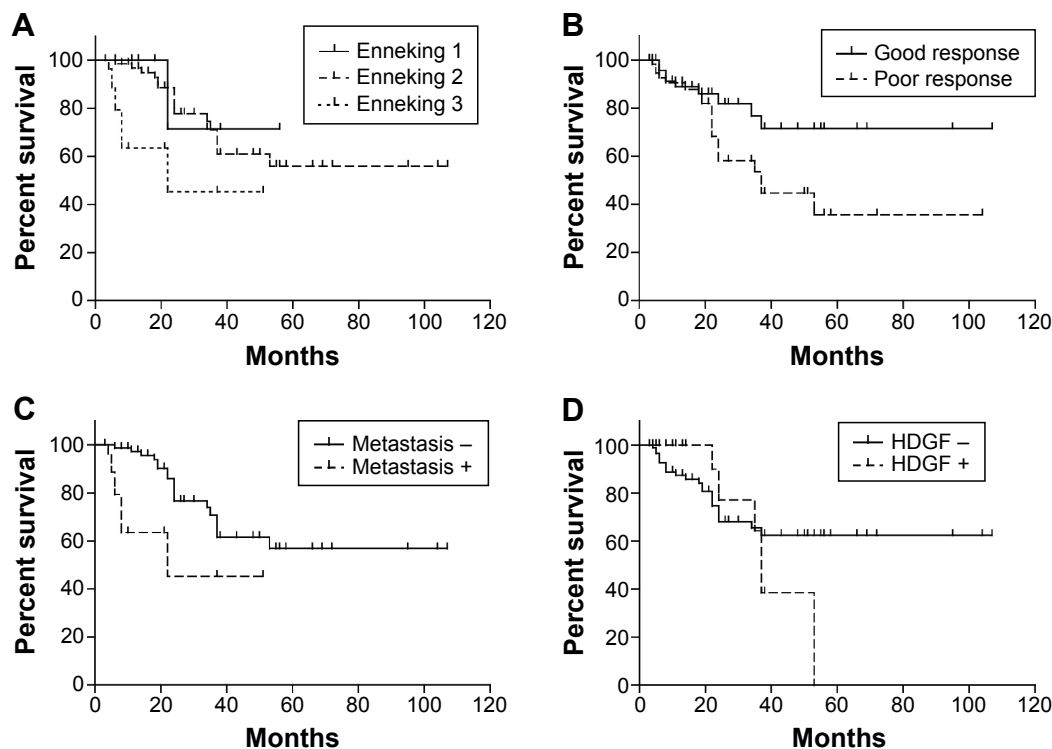 A
Enneking 1
Enneking 2
Enneking 3
100
80
60
40
20
0
Percent survival
0 20 40 60 80 100 120
Months
B
Good response
Poor response
100
80
60
40
20
0
Percent survival
0 20 40 60 80 100 120
Months
C
Metastasis –
Metastasis +
100
80
60
40
20
0
Percent survival
0 20 40 60 80 100 120
Months
D
HDGF –
HDGF +
100
80
60
40
20
0
Percent survival
0 20 40 60 80 100 120
Months